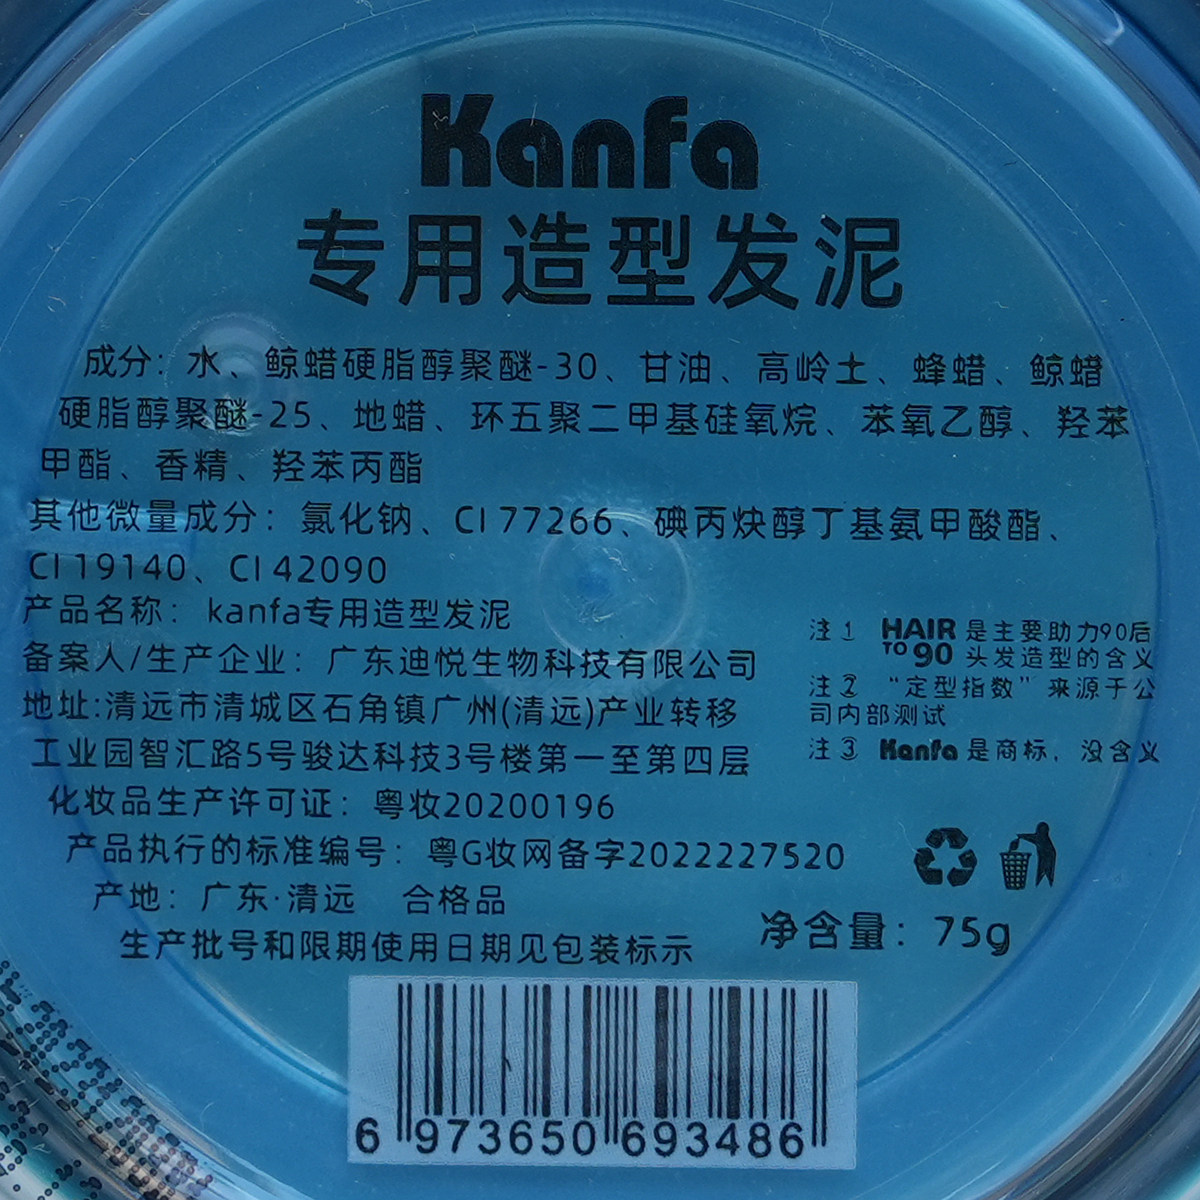 Kanfa
专用造型发泥
成分：水、鲸蜡硬脂醇聚醚-30、甘油、高岭土、蜂蜡、鲸蜡
硬脂醇聚醚-25、地蜡、环五聚二甲基硅氧烷、苯氧乙醇、羟苯
甲酯、香精、羟苯丙酯
其他微量成分：氯化钠、CI 77266、碘丙炔醇丁基氨甲酸酯、
CI 19140、CI 42090
产品名称：kanfa专用造型发泥
备案人/生产企业：广东迪悦生物科技有限公司
地址:清远市清城区石角镇广州(清远)产业转移
工业园智汇路5号骏达科技3号楼第一至第四层
化妆品生产许可证：粤妆20200196
产品执行的标准编号：粤G妆网备字2022227520
产地：广东·清远 合格品
生产批号和限期使用日期见包装标示
注① HAIR TO 90 是主要助力90后
头发造型的含义
注② “定型指数”来源于公
司内部测试
注③ Kanfa 是商标，没含义
净含量：75g
6 973650 693486